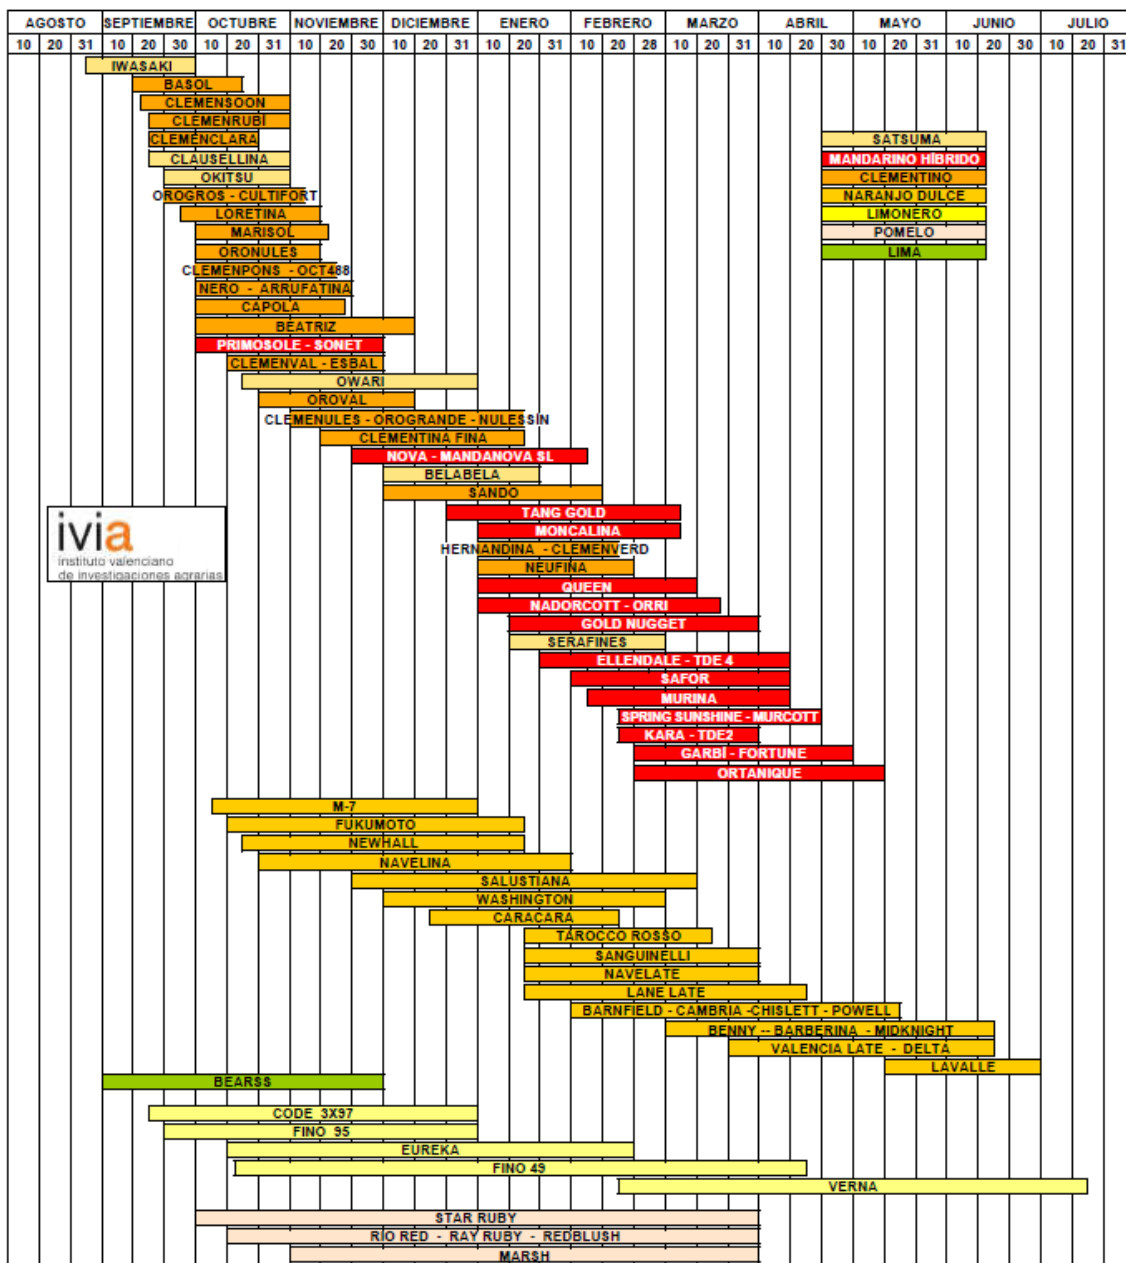 AGOSTO SEPTIEMBRE OCTUBRE NOVIEMBRE DICIEMBRE ENERO FEBRERO MARZO ABRIL MAYO JUNIO JULIO
10 20 31 10 20 30 10 20 31 10 20 30 10 20 31 10 20 31 10 20 28 10 20 31 10 20 30 10 20 31 10 20 30 10 20 31
IWASAKI
BASOL
CLEMENSOON
CLEMENRUBÍ
CLEMENCLARA
SATSUMA
CLAUSELLINA
MANDARINO HÍBRIDO
OKITSU
CLEMENTINO
OROGROS - CULTIFORT
NARANJO DULCE
LORETINA
LIMONERO
MARISOL
POMELO
ORONULES
LIMA
CLEMENPONS - OCT488
NERO - ARRUFATINA
CAPOLA
BEATRIZ
PRIMOSOLE - SONET
CLEMENVAL - ESBAL
OWARI
OROVAL
CLEMENULES - OROGRANDE - NULESSÍN
CLEMENTINA FINA
NOVA - MANDANOVA SL
BELABELA
SANDO
TANG GOLD
MONCALINA
HERNANDINA - CLEMENVERD
NEUFINA
QUEEN
NADORCOTT - ORRI
GOLD NUGGET
SERAFINES
ELLENDALE - TDE 4
SAFOR
MURINA
SPRING SUNSHINE - MURCOTT
KARA - TDE2
GARBÍ - FORTUNE
ORTANIQUE
ivia
instituto valenciano
de investigaciones agrarias
M-7
FUKUMOTO
NEWHALL
NAVELINA
SALUSTIANA
WASHINGTON
CARACARA
TAROCCO ROSSO
SANGUINELLI
NAVELATE
LANE LATE
BARNFIELD - CAMBRIA -CHISLETT - POWELL
BENNY -- BARBERINA - MIDKNIGHT
VALENCIA LATE - DELTA
LAVALLE
BEARSS
CODE 3X97
FINO 95
EUREKA
FINO 49
VERNA
STAR RUBY
RÍO RED - RAY RUBY - REDBLUSH
MARSH